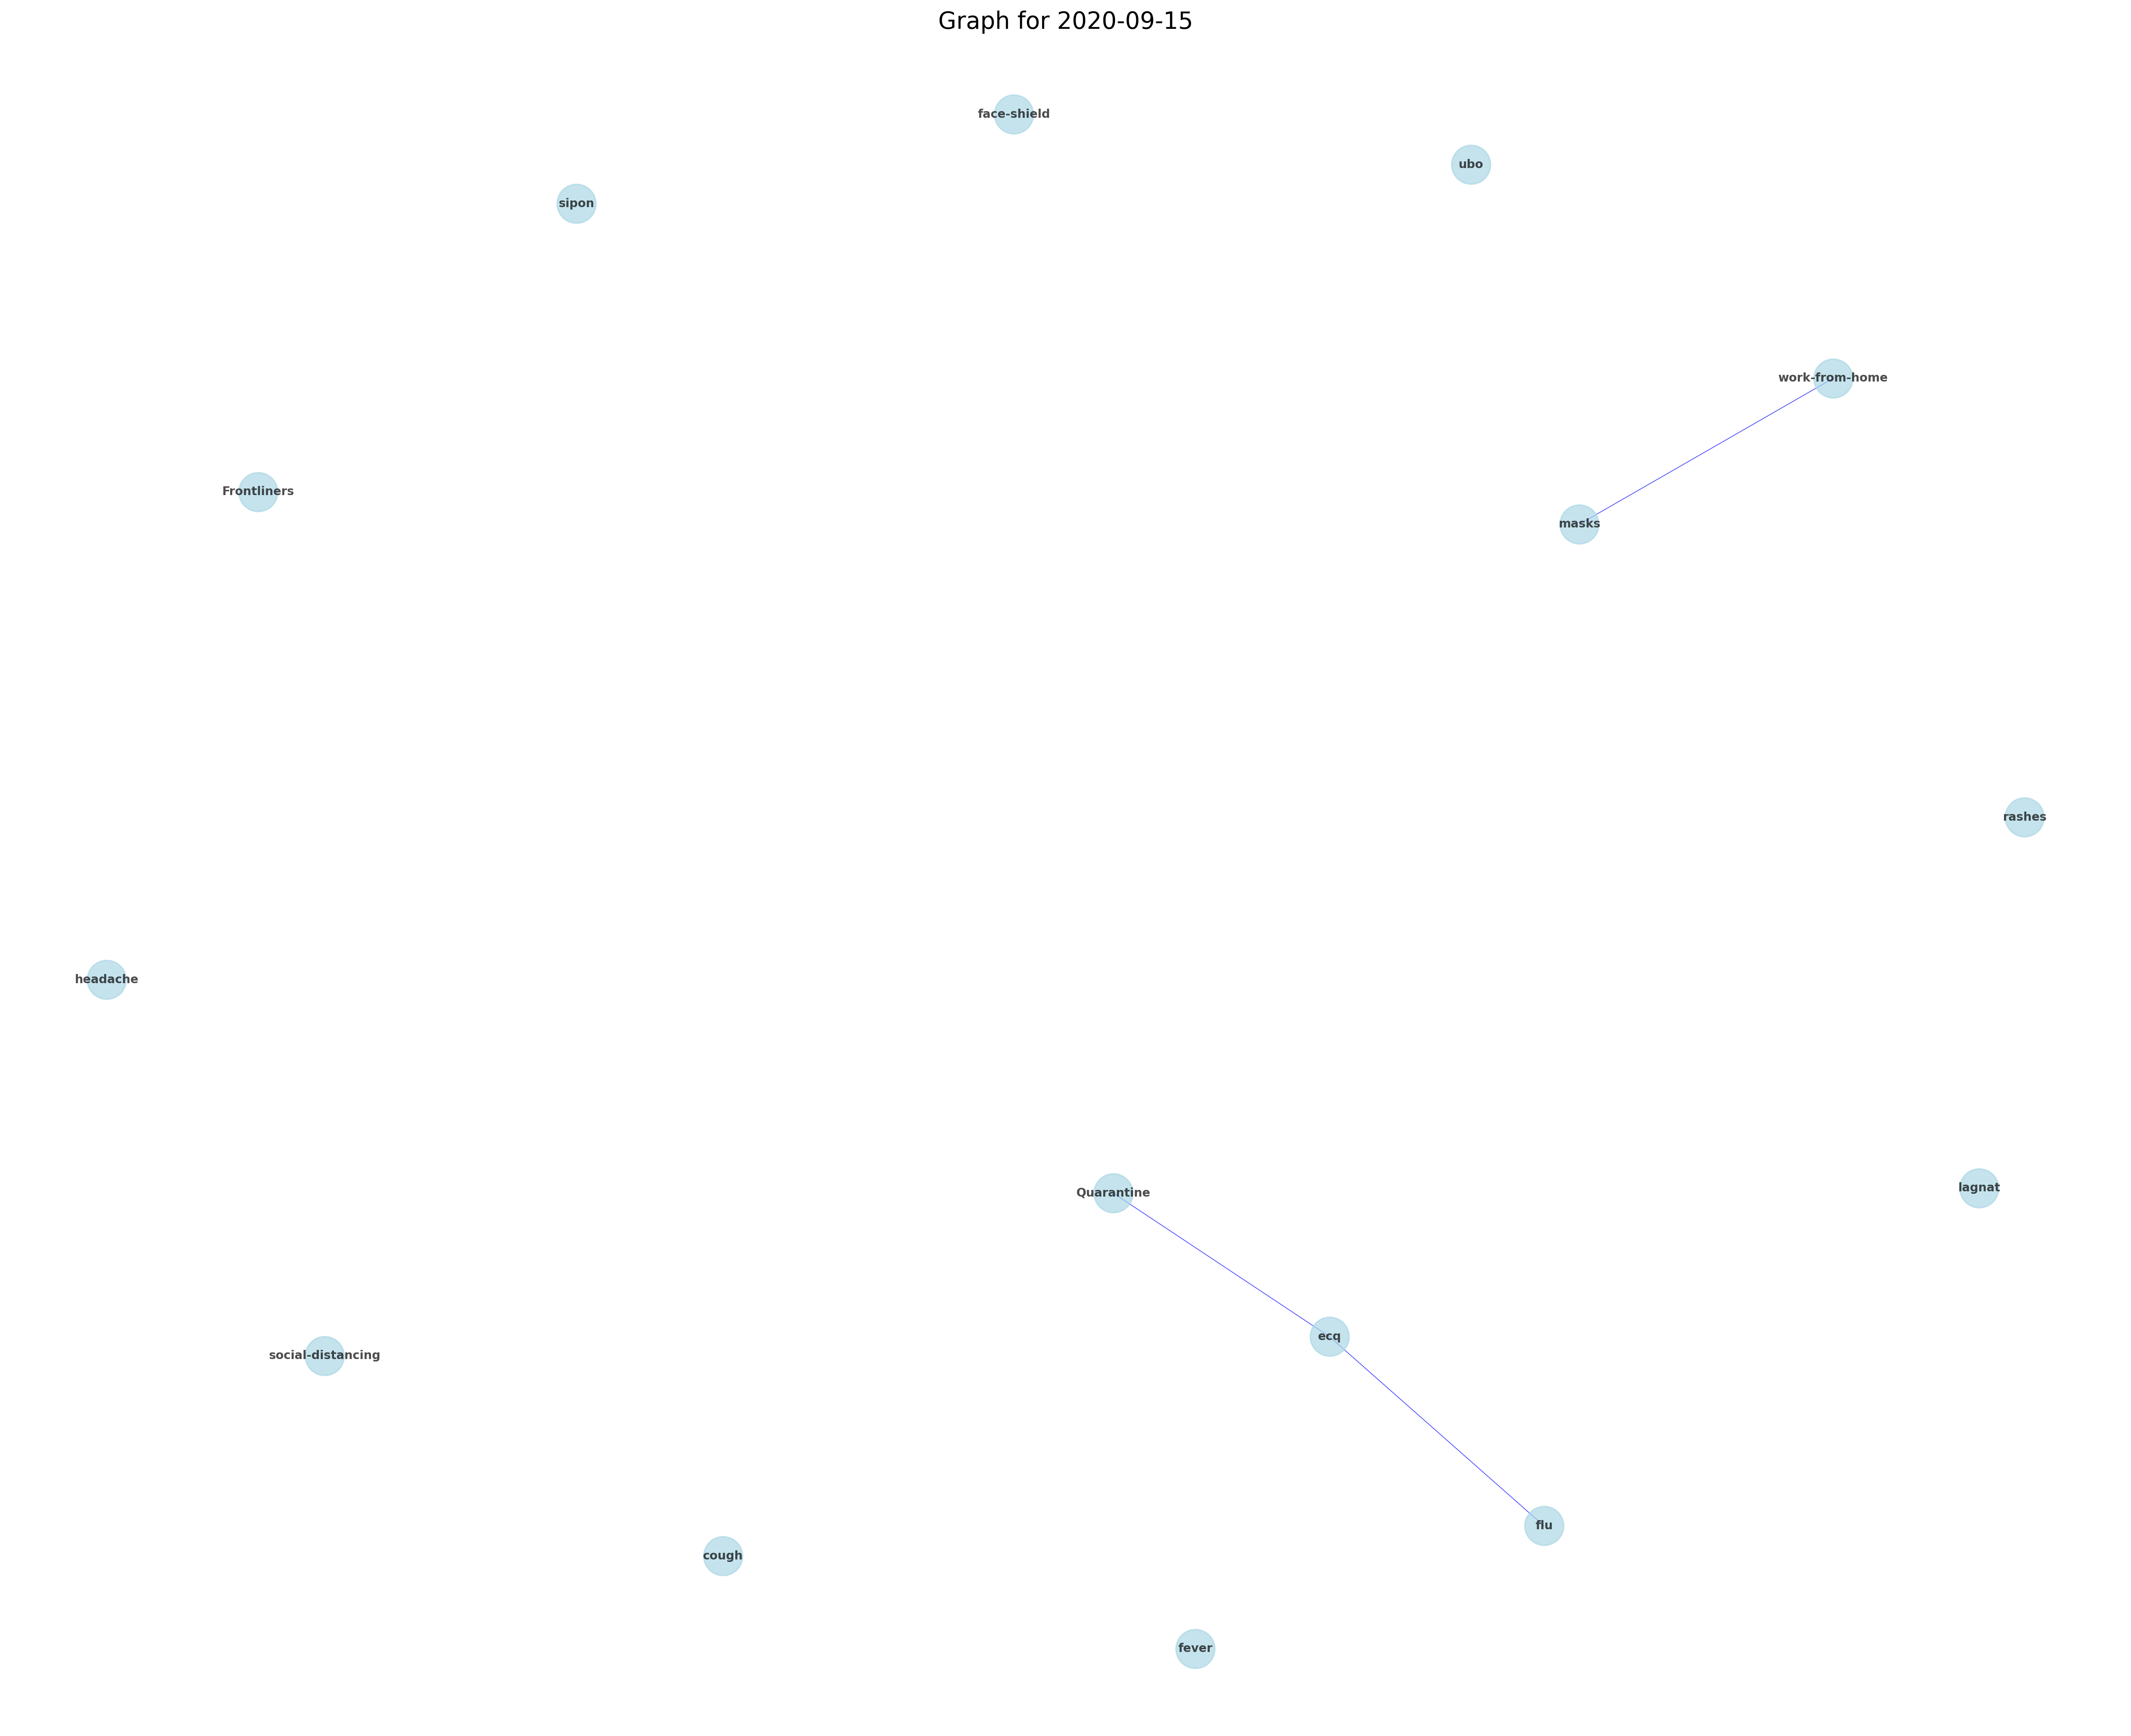 Graph for 2020-09-15
face-shield
ubo
sipon
work-from-home
Frontliners
masks
rashes
headache
lagnat
Quarantine
ecq
social-distancing
flu
cough
fever